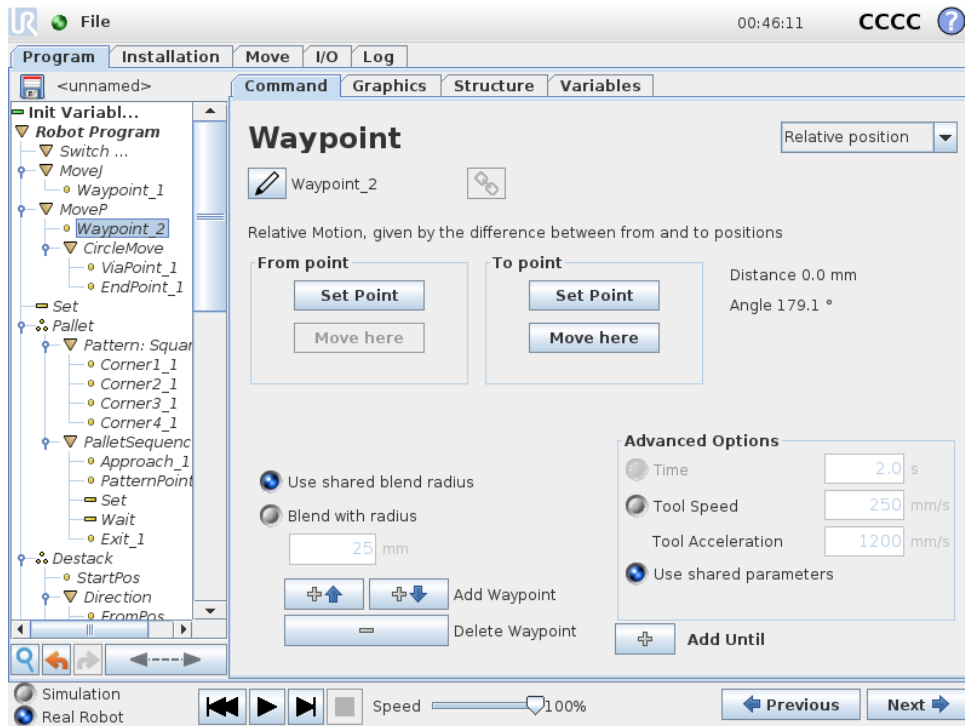 UR File 00:46:11 CCCC ?
Program Installation Move I/O Log
<unnamed>
Command Graphics Structure Variables
Init Variabl...
Robot Program
Switch ...
MoveJ
Waypoint_1
MoveP
Waypoint_2
CircleMove
ViaPoint_1
EndPoint_1
Set
Pallet
Pattern: Squar
Corner1_1
Corner2_1
Corner3_1
Corner4_1
PalletSequenc
Approach_1
PatternPoint
Set
Wait
Exit_1
Destack
StartPos
Direction
FromPos
Waypoint
Relative position
Waypoint_2
Relative Motion, given by the difference between from and to positions
From point
Set Point
Move here
To point
Set Point
Move here
Distance 0.0 mm
Angle 179.1 °
Use shared blend radius
Blend with radius
25 mm
Add Waypoint
Delete Waypoint
Advanced Options
Time 2.0 s
Tool Speed 250 mm/s
Tool Acceleration 1200 mm/s
Use shared parameters
Add Until
Simulation
Real Robot
Speed 100%
Previous
Next